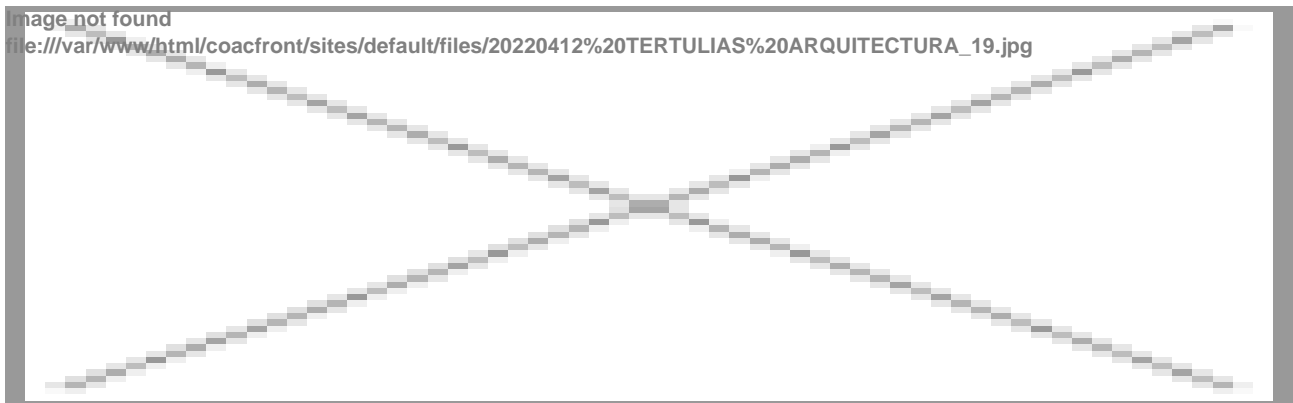 Image not found
file:///var/www/html/coacfront/sites/default/files/20220412%20TERTULIAS%20ARQUITECTURA_19.jpg